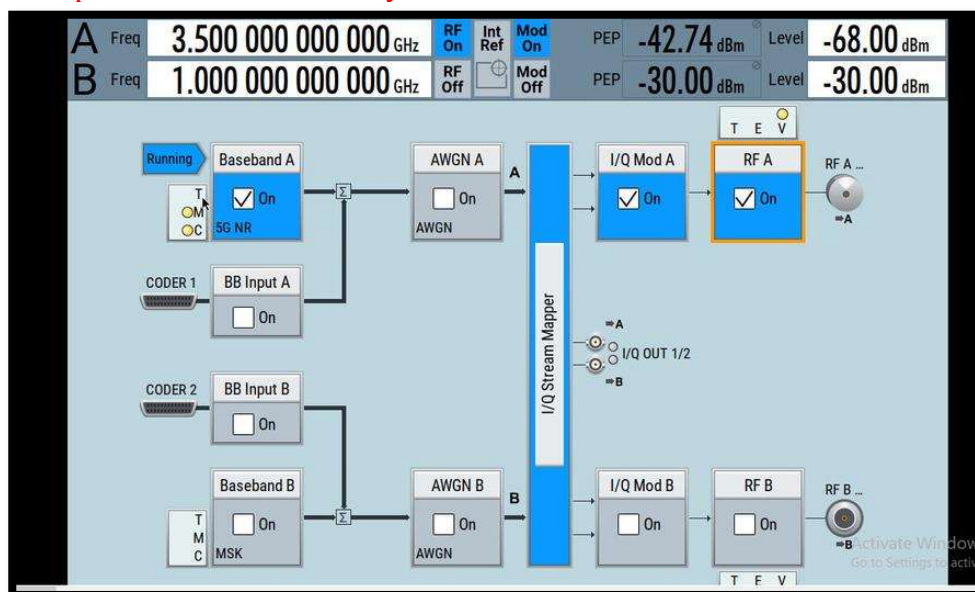 A Freq 3.500 000 000 000 GHz RF On Int Ref Mod On PEP -42.74 dBm Level -68.00 dBm
B Freq 1.000 000 000 000 GHz RF Off Mod Off PEP -30.00 dBm Level -30.00 dBm
T E V
Running Baseband A AWGN A A I/Q Mod A RF A RF A ...
T On On On On
M
C 5G NR Σ AWGN ➡A
CODER 1 BB Input A
On
I/Q Stream Mapper
➡A
I/Q OUT 1/2
➡B
CODER 2 BB Input B
On
Baseband B AWGN B B I/Q Mod B RF B RF B ...
T On On On On
M
C MSK Σ AWGN ➡B
Activate Window
Go to Settings to activ
T E V